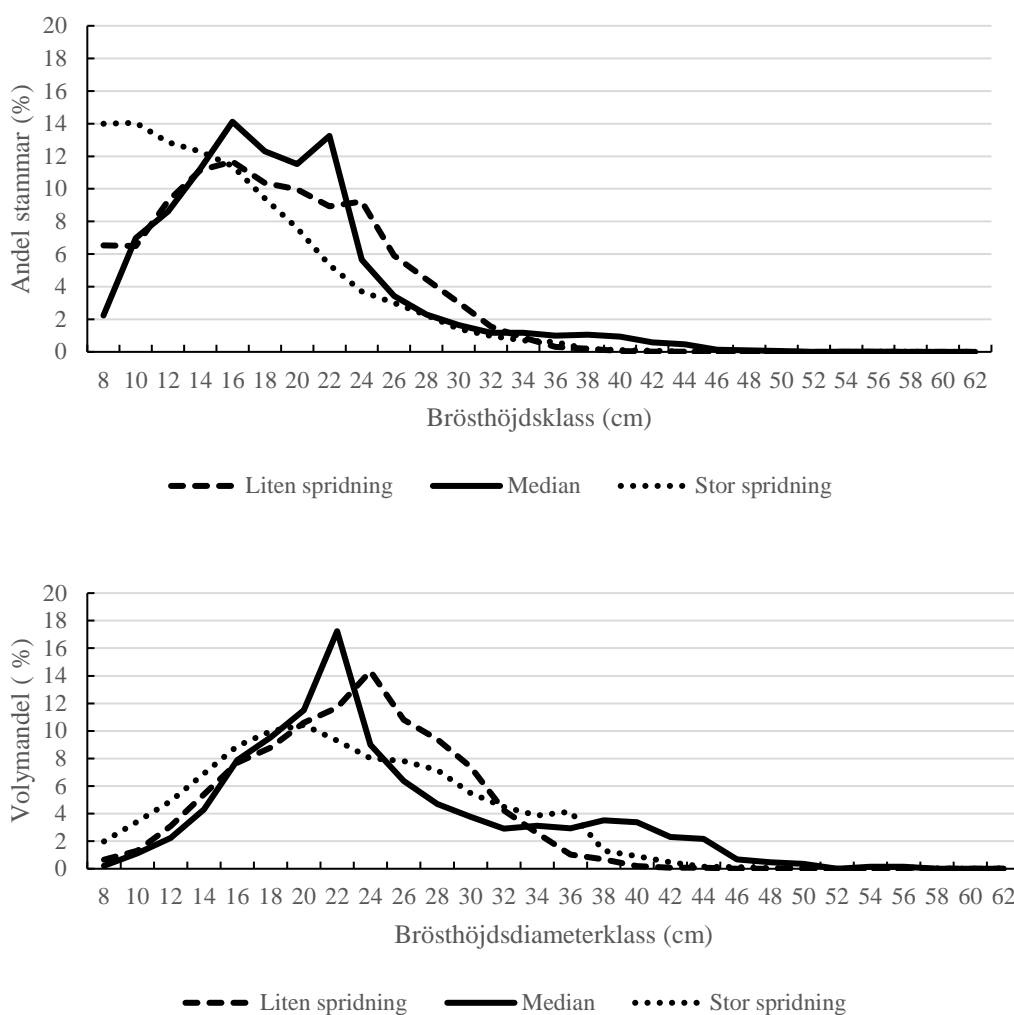 20
18
16
14
12
10
8
6
4
2
0
Andel stammar (%)
8 10 12 14 16 18 20 22 24 26 28 30 32 34 36 38 40 42 44 46 48 50 52 54 56 58 60 62
Brösthöjdsklass (cm)
Liten spridning Median Stor spridning
20
18
16
14
12
10
8
6
4
2
0
Volymandel ( %)
8 10 12 14 16 18 20 22 24 26 28 30 32 34 36 38 40 42 44 46 48 50 52 54 56 58 60 62
Brösthöjdsdiameterklass (cm)
Liten spridning Median Stor spridning